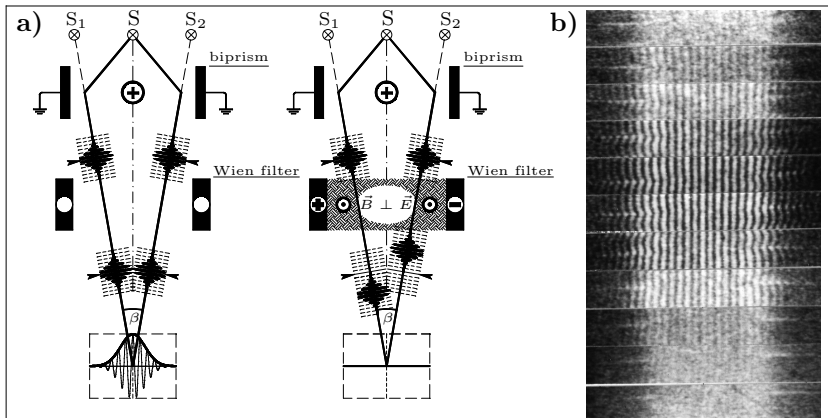 a)
S₁ S S₂
biprism
Wien filter
β
S₁ S S₂
biprism
Wien filter
B⃗ ⊥ E⃗
β
b)